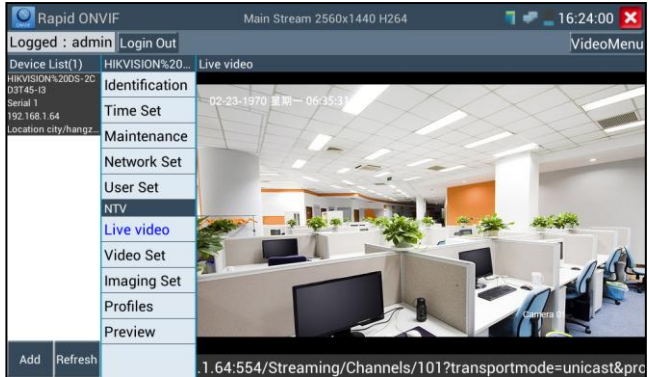 Rapid ONVIF
Main Stream 2560x1440 H264
16:24:00
Logged : admin
Login Out
VideoMenu
Device List(1)
HIKVISION%20DS-2C
D3T45-I3
Serial 1
192.168.1.64
Location city/hangz...
HIKVISION%20...
Identification
Time Set
Maintenance
Network Set
User Set
NTV
Live video
Video Set
Imaging Set
Profiles
Preview
Live video
02-23-1970 星期一 06:35:31
Camera 01
Add
Refresh
.1.64:554/Streaming/Channels/101?transportmode=unicast&pro